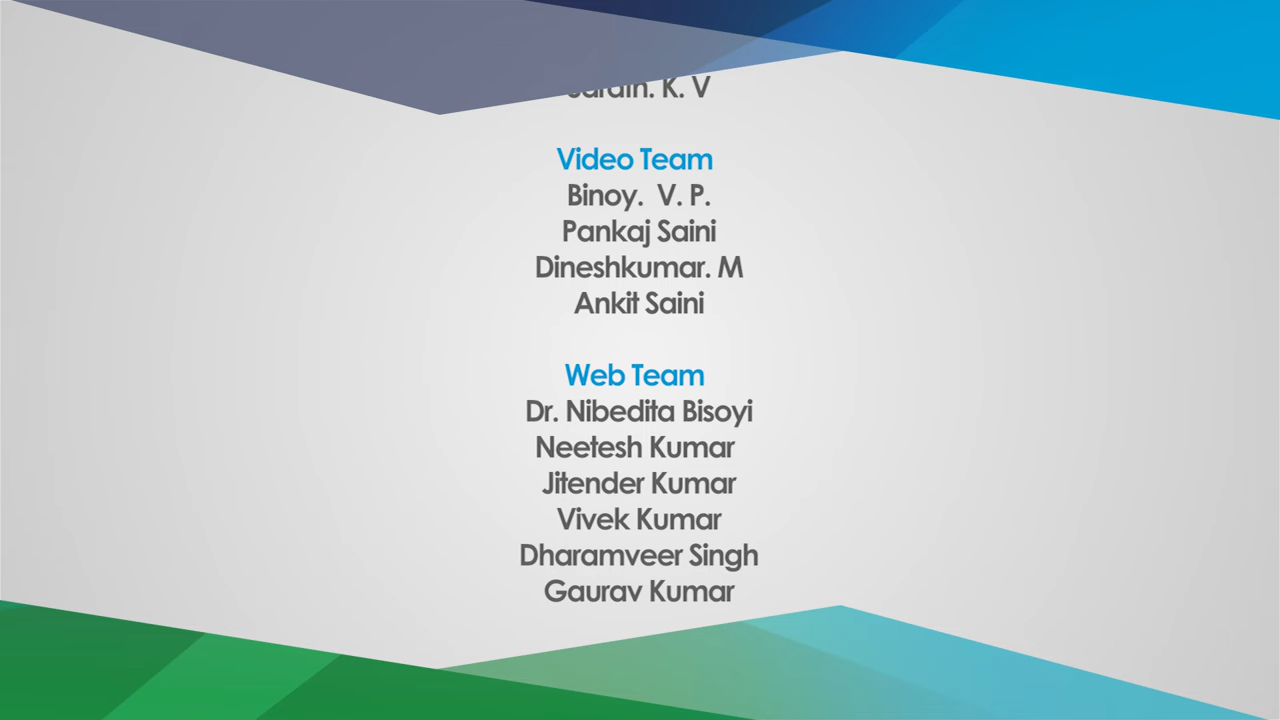 K. V
Video Team
Binoy.  V. P.
Pankaj Saini
Dineshkumar. M
Ankit Saini
Web Team
Dr. Nibedita Bisoyi
Neetesh Kumar
Jitender Kumar
Vivek Kumar
Dharamveer Singh
Gaurav Kumar